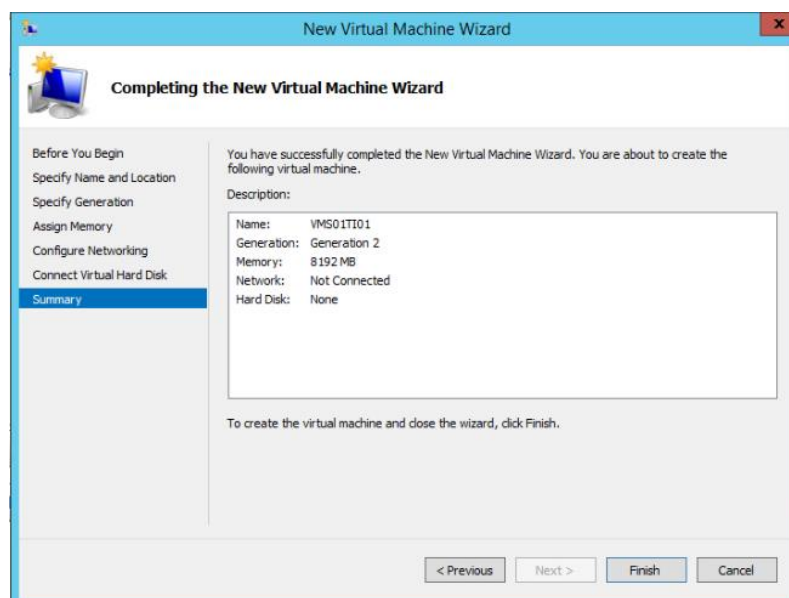 New Virtual Machine Wizard
x
Completing the New Virtual Machine Wizard
Before You Begin
Specify Name and Location
Specify Generation
Assign Memory
Configure Networking
Connect Virtual Hard Disk
Summary
You have successfully completed the New Virtual Machine Wizard. You are about to create the
following virtual machine.
Description:
Name: VMS01TI01
Generation: Generation 2
Memory: 8192 MB
Network: Not Connected
Hard Disk: None
To create the virtual machine and close the wizard, click Finish.
< Previous Next > Finish Cancel